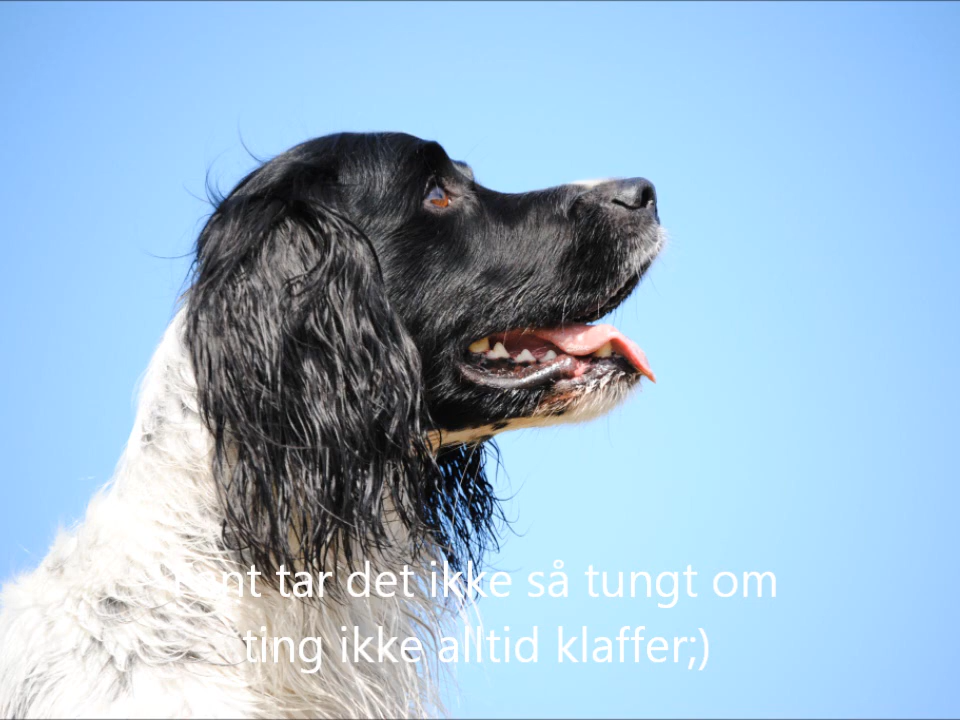 tar det ikke så tungt om
ting ikke alltid klaffer;)